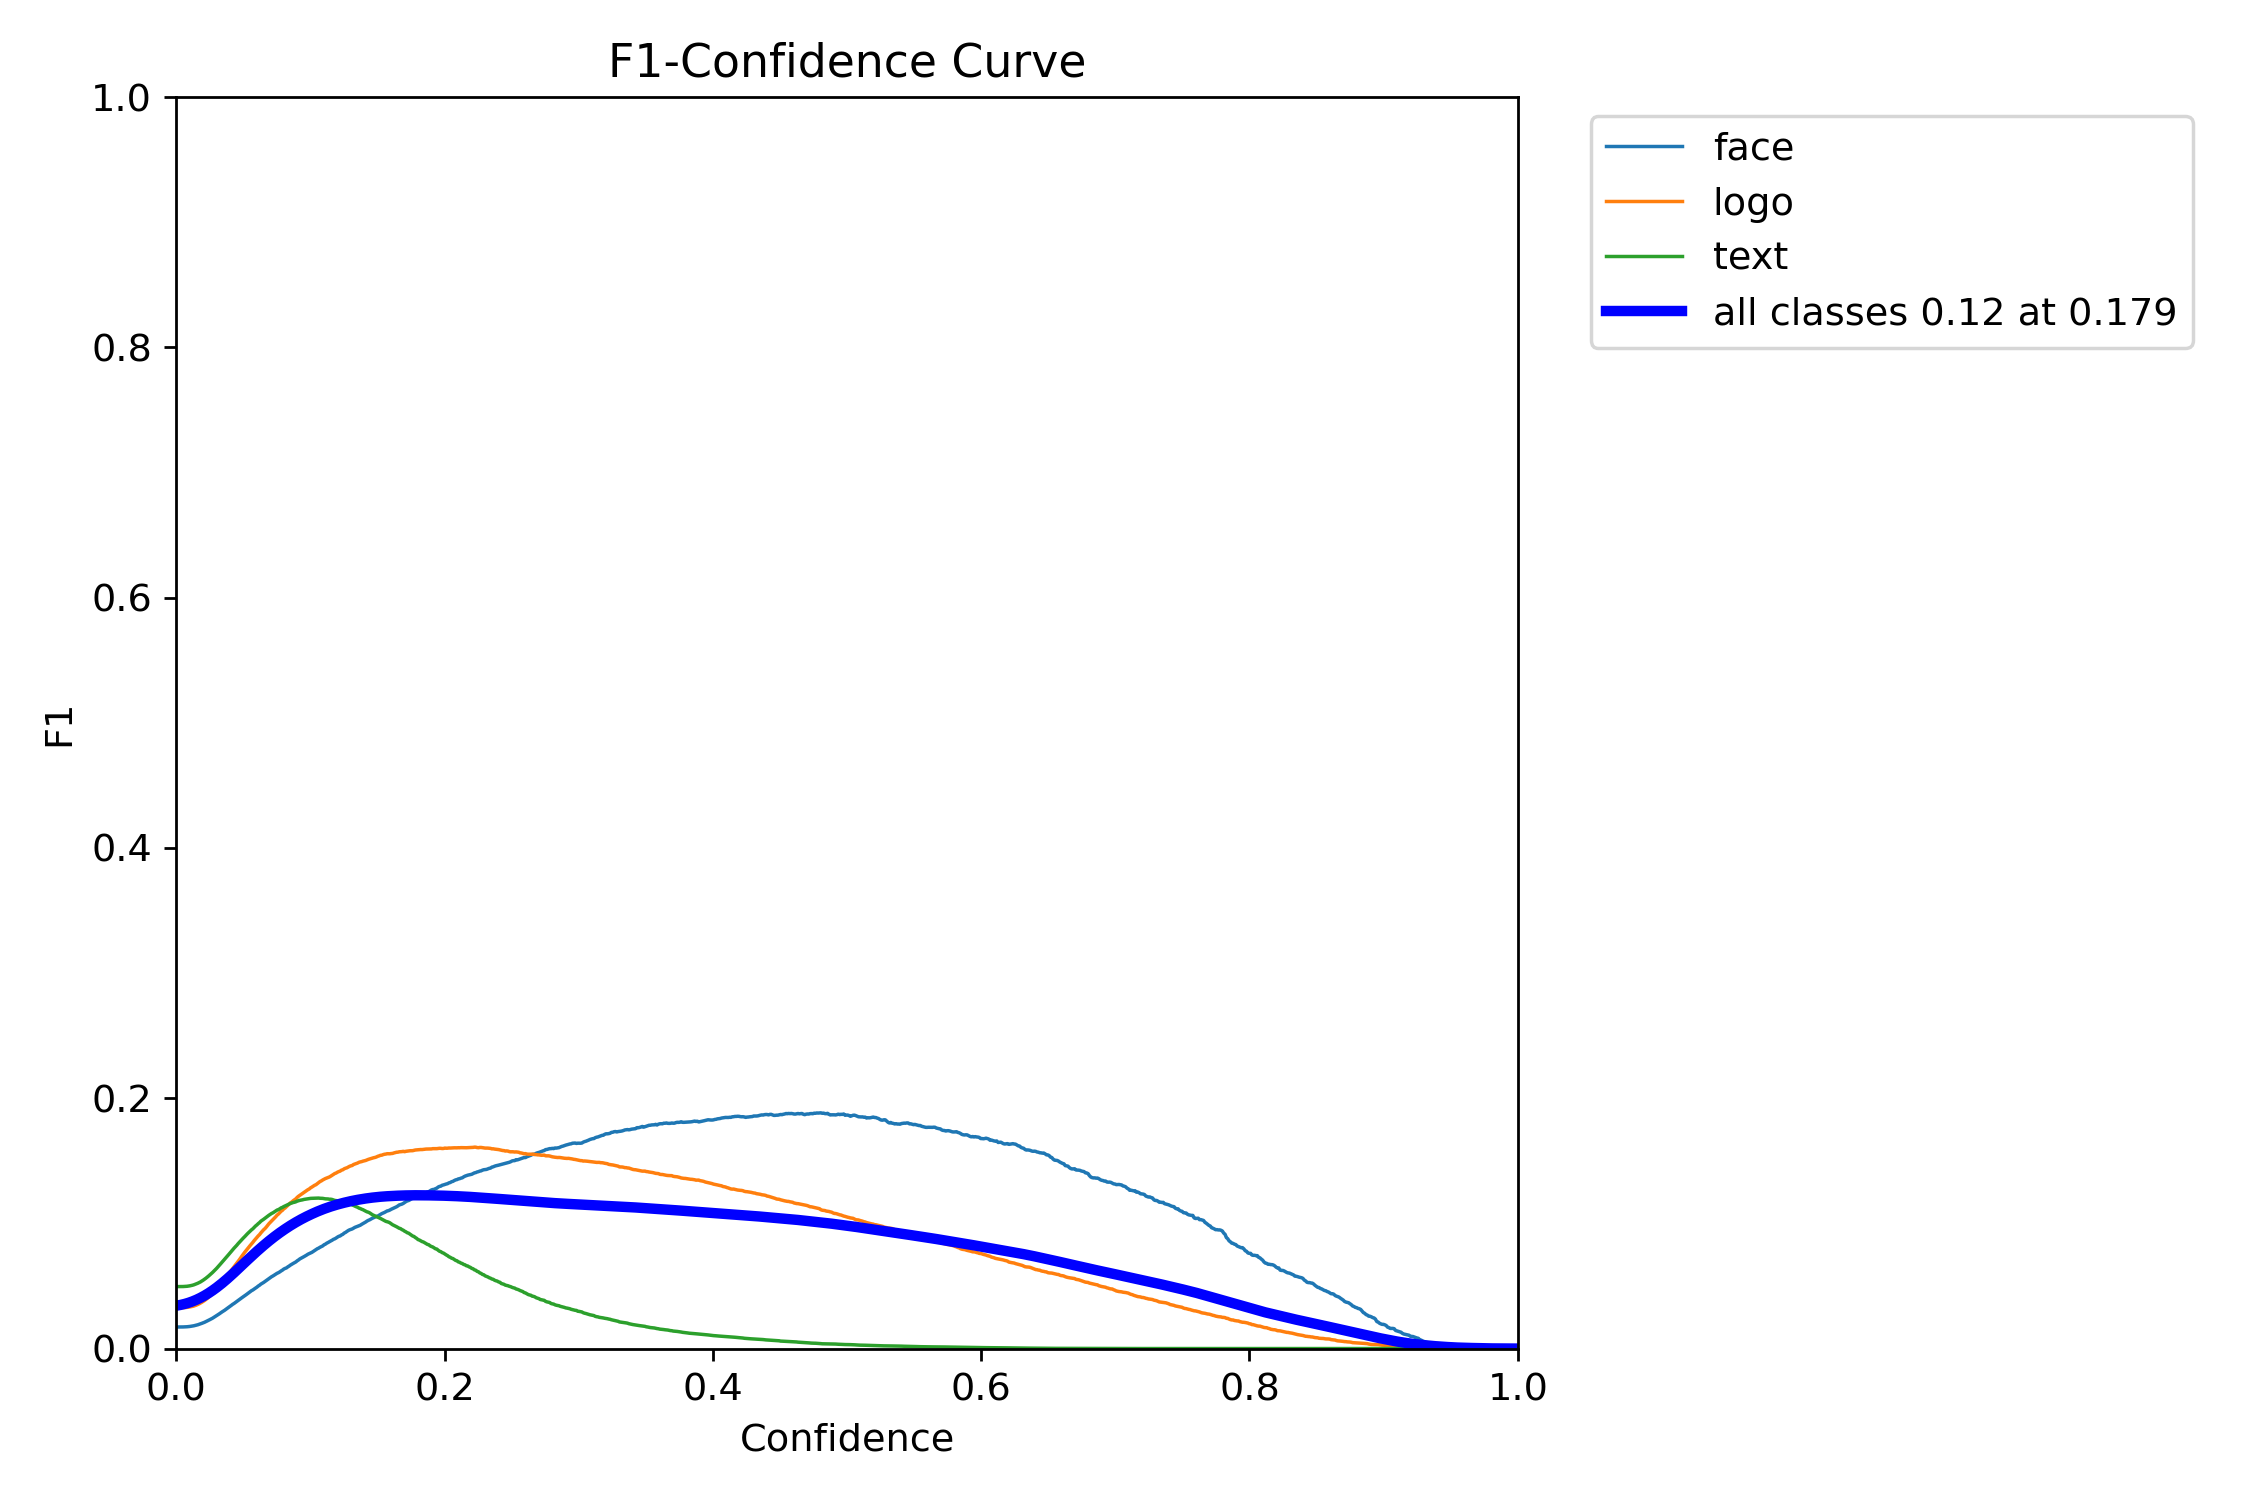 F1-Confidence Curve
1.0
0.8
0.6
0.4
0.2
0.0
F1
0.0 0.2 0.4 0.6 0.8 1.0
Confidence
face
logo
text
all classes 0.12 at 0.179